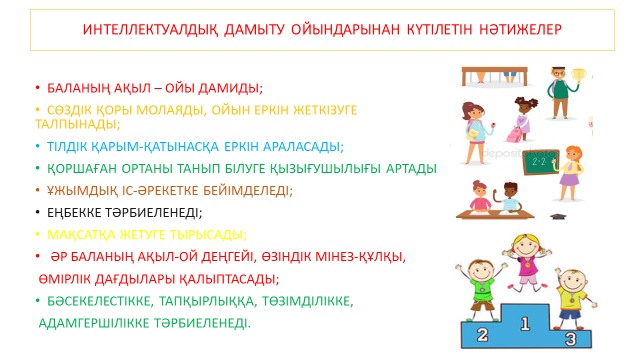 ИНТЕЛЛЕКТУАЛДЫҚ ДАМЫТУ ОЙЫНДАРЫНАН КҮТІЛЕТІН НӘТИЖЕЛЕР
• БАЛАНЫҢ АҚЫЛ – ОЙЫ ДАМИДЫ;
• СӨЗДІК ҚОРЫ МОЛАЯДЫ, ОЙЫН ЕРКІН ЖЕТКІЗУГЕ
ТАЛПЫНАДЫ;
• ТІЛДІК ҚАРЫМ-ҚАТЫНАСҚА ЕРКІН АРАЛАСАДЫ;
• ҚОРШАҒАН ОРТАНЫ ТАНЫП БІЛУГЕ ҚЫЗЫҒУШЫЛЫҒЫ АРТАДЫ
• ҰЖЫМДЫҚ ІС-ӘРЕКЕТКЕ БЕЙІМДЕЛЕДІ;
• ЕҢБЕККЕ ТӘРБИЕЛЕНЕДІ;
• МАҚСАТҚА ЖЕТУГЕ ТЫРЫСАДЫ;
• ӘР БАЛАНЫҢ АҚЫЛ-ОЙ ДЕҢГЕЙІ, ӨЗІНДІК МІНЕЗ-ҚҰЛҚЫ,
ӨМІРЛІК ДАҒДЫЛАРЫ ҚАЛЫПТАСАДЫ;
• БӘСЕКЕЛЕСТІККЕ, ТАПҚЫРЛЫҚҚА, ТӨЗІМДІЛІККЕ,
АДАМГЕРШІЛІККЕ ТӘРБИЕЛЕНЕДІ.
2-2
2 1 3